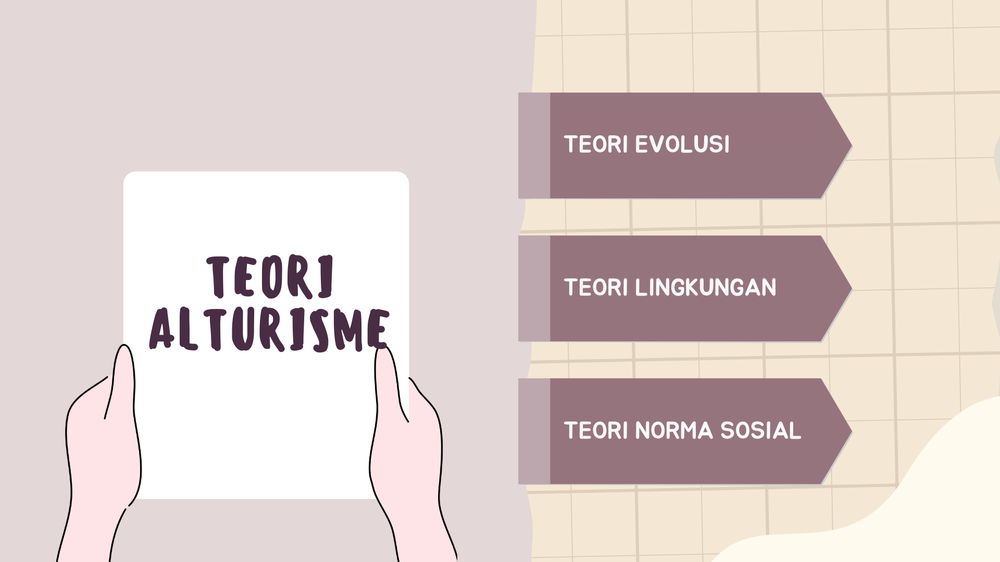 TEORI
ALTURISME
TEORI EVOLUSI
TEORI LINGKUNGAN
TEORI NORMA SOSIAL